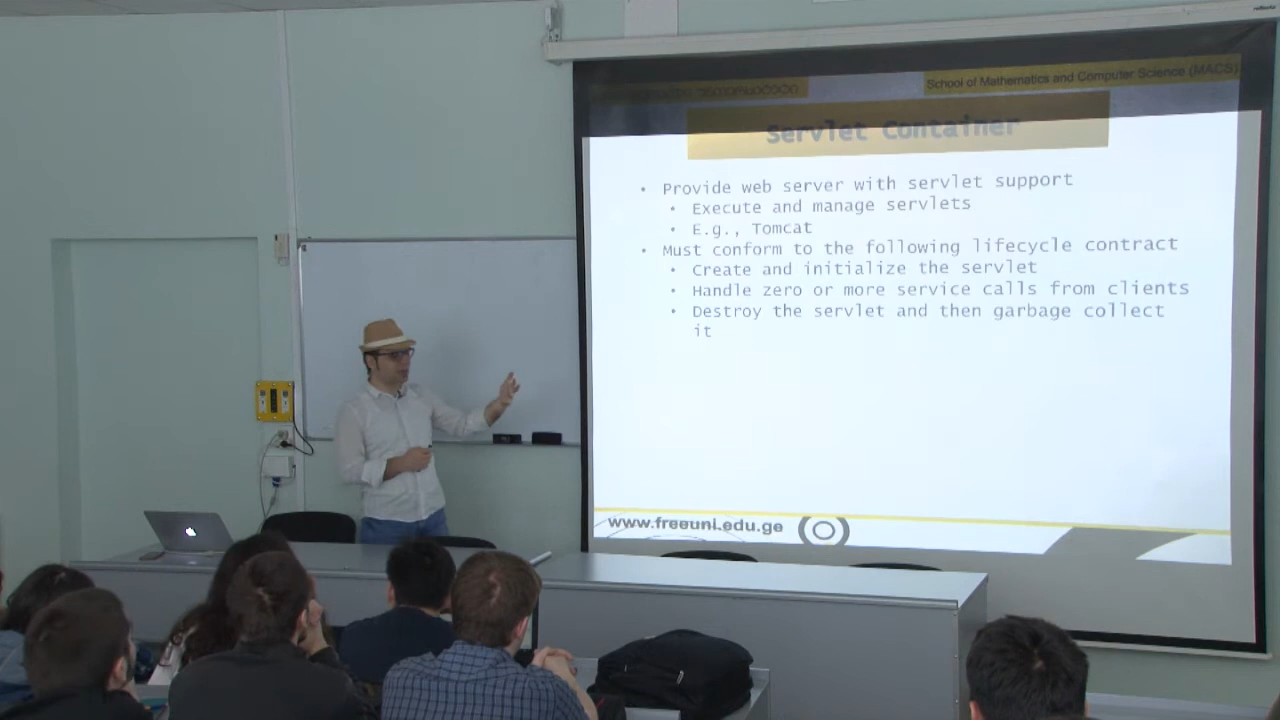 School of Mathematics and Computer Science (MACS)
Servlet Container
• Provide web server with servlet support
• Execute and manage servlets
• E.g., Tomcat
• Must conform to the following lifecycle contract
• Create and initialize the servlet
• Handle zero or more service calls from clients
• Destroy the servlet and then garbage collect
it
www.freeuni.edu.ge